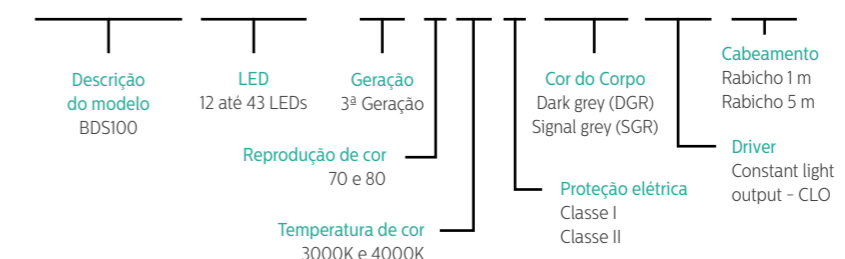 Descrição
do modelo
BDS100
LED
12 até 43 LEDs
Geração
3ª Geração
Reprodução de cor
70 e 80
Temperatura de cor
3000K e 4000K
Proteção elétrica
Classe I
Classe II
Cor do Corpo
Dark grey (DGR)
Signal grey (SGR)
Driver
Constant light
output - CLO
Cabeamento
Rabicho 1 m
Rabicho 5 m